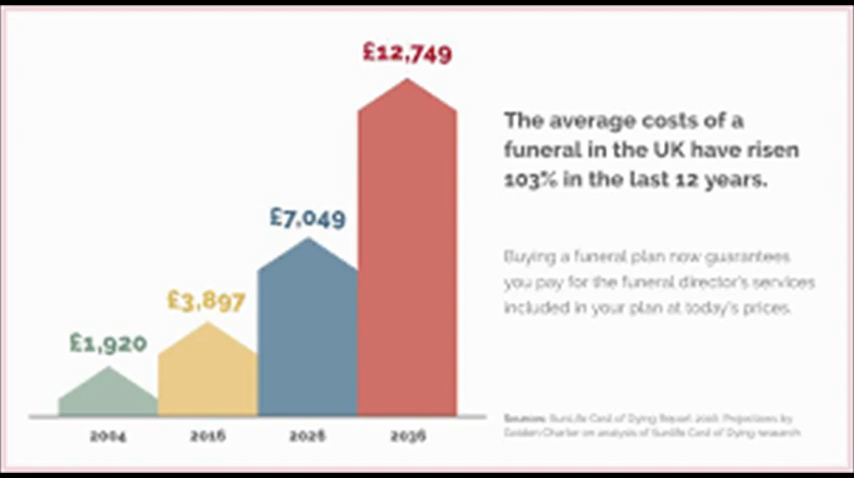 £12,749
£7,049
£3,897
£1,920
2004
2016
2026
2036
The average costs of a
funeral in the UK have risen
103% in the last 12 years.
Buying a funeral plan now guarantees
you pay for the funeral director's services
included in your plan at today's prices.
Sources: SunLife Cost of Dying Report 2016. Projections by
Golden Charter on analysis of Sunlife Cost of Dying research.